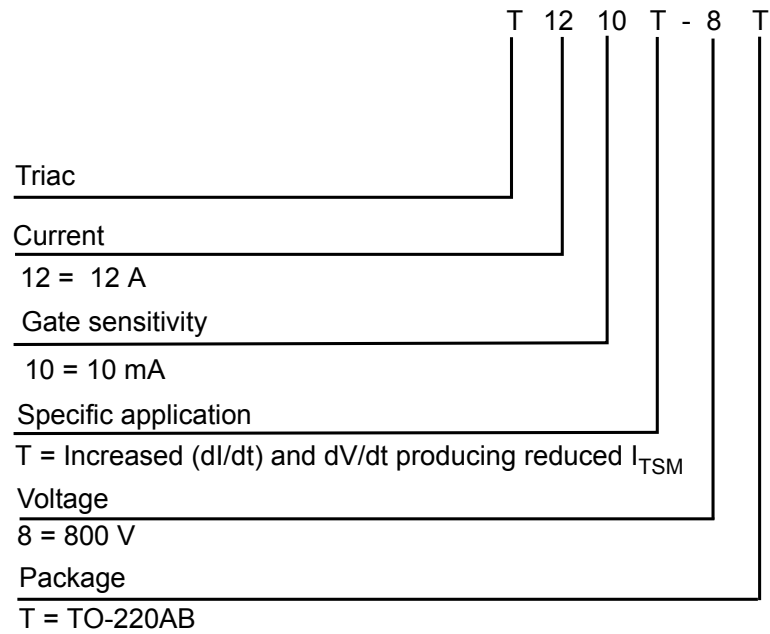 T 12 10 T - 8 T
Triac
Current
12 = 12 A
Gate sensitivity
10 = 10 mA
Specific application
T = Increased (dI/dt) and dV/dt producing reduced ITSM
Voltage
8 = 800 V
Package
T = TO-220AB